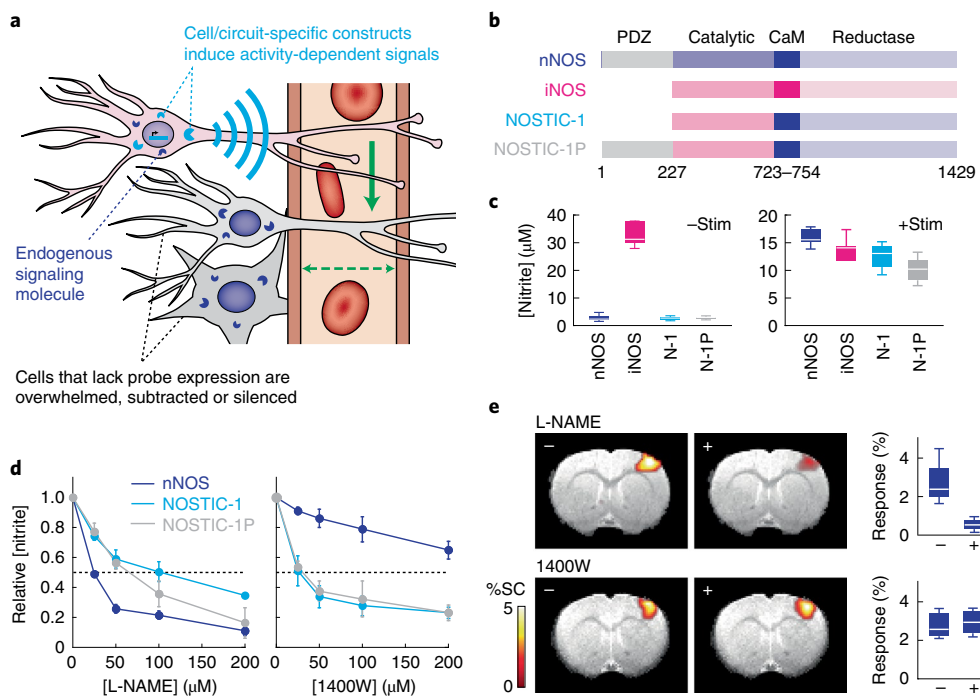 a
Cell/circuit-specific constructs
induce activity-dependent signals
Endogenous
signaling
molecule
Cells that lack probe expression are
overwhelmed, subtracted or silenced
b
PDZ Catalytic CaM Reductase
nNOS
iNOS
NOSTIC-1
NOSTIC-1P
1 227 723–754 1429
c
[Nitrite] (μM)
40
30
20
10
0
–Stim
nNOS iNOS N-1 N-1P
20
15
10
5
0
+Stim
nNOS iNOS N-1 N-1P
d
nNOS
NOSTIC-1
NOSTIC-1P
Relative [nitrite]
1.0
0.8
0.6
0.4
0.2
0
0 50 100 150 200
[L-NAME] (μM)
0 50 100 150 200
[1400W] (μM)
e
L-NAME
– +
Response (%)
4
2
0
– +
1400W
– +
%SC
5
0
Response (%)
4
2
0
– +